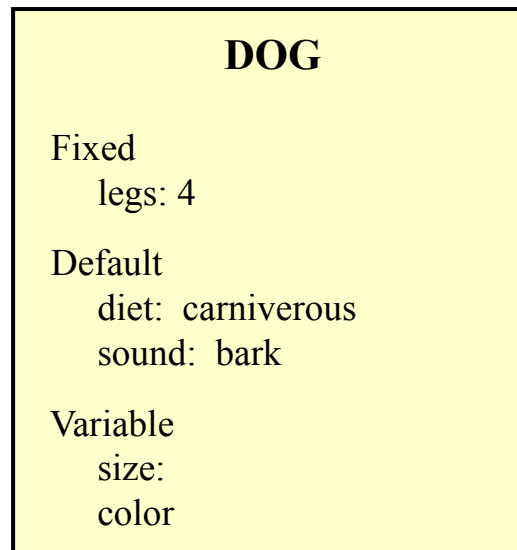 DOG
Fixed
legs: 4
Default
diet: carniverous
sound: bark
Variable
size:
color